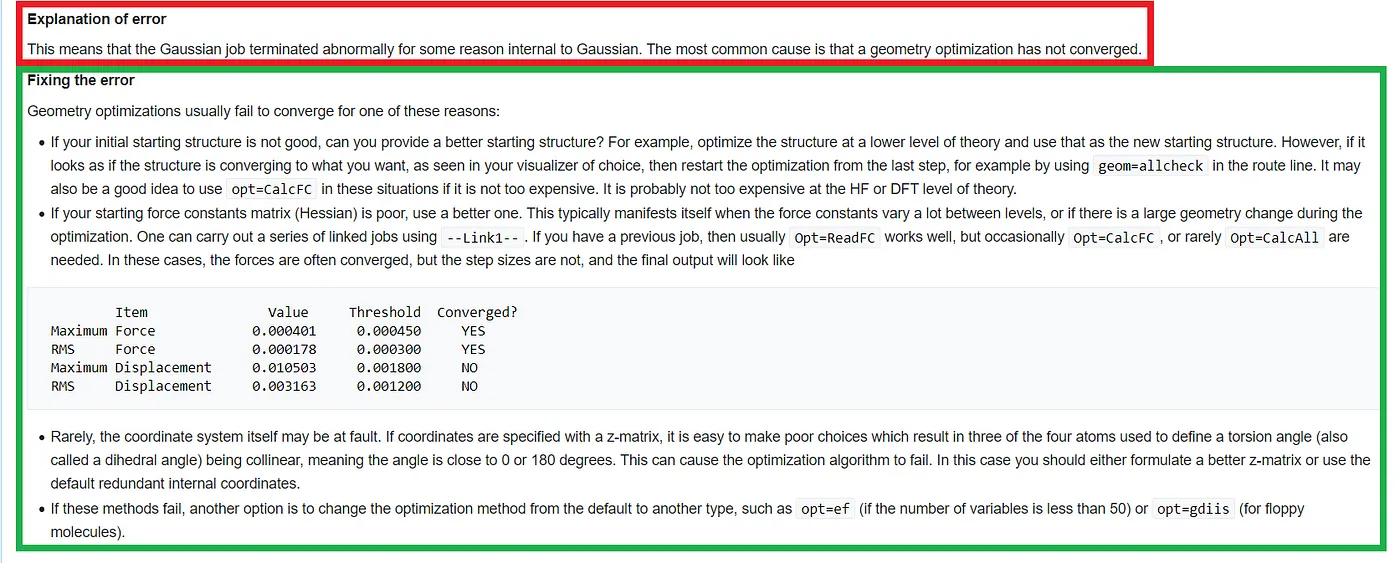 Explanation of error
This means that the Gaussian job terminated abnormally for some reason internal to Gaussian. The most common cause is that a geometry optimization has not converged.
Fixing the error
Geometry optimizations usually fail to converge for one of these reasons:
• If your initial starting structure is not good, can you provide a better starting structure? For example, optimize the structure at a lower level of theory and use that as the new starting structure. However, if it
looks as if the structure is converging to what you want, as seen in your visualizer of choice, then restart the optimization from the last step, for example by using geom=allcheck in the route line. It may
also be a good idea to use opt=CalcFC in these situations if it is not too expensive. It is probably not too expensive at the HF or DFT level of theory.
• If your starting force constants matrix (Hessian) is poor, use a better one. This typically manifests itself when the force constants vary a lot between levels, or if there is a large geometry change during the
optimization. One can carry out a series of linked jobs using --Link1-- . If you have a previous job, then usually Opt=ReadFC works well, but occasionally Opt=CalcFC , or rarely Opt=CalcAll are
needed. In these cases, the forces are often converged, but the step sizes are not, and the final output will look like
Item Value Threshold Converged?
Maximum Force 0.000401 0.000450 YES
RMS Force 0.000178 0.000300 YES
Maximum Displacement 0.010503 0.001800 NO
RMS Displacement 0.003163 0.001200 NO
• Rarely, the coordinate system itself may be at fault. If coordinates are specified with a z-matrix, it is easy to make poor choices which result in three of the four atoms used to define a torsion angle (also
called a dihedral angle) being collinear, meaning the angle is close to 0 or 180 degrees. This can cause the optimization algorithm to fail. In this case you should either formulate a better z-matrix or use the
default redundant internal coordinates.
• If these methods fail, another option is to change the optimization method from the default to another type, such as opt=ef (if the number of variables is less than 50) or opt=gdiis (for floppy
molecules).